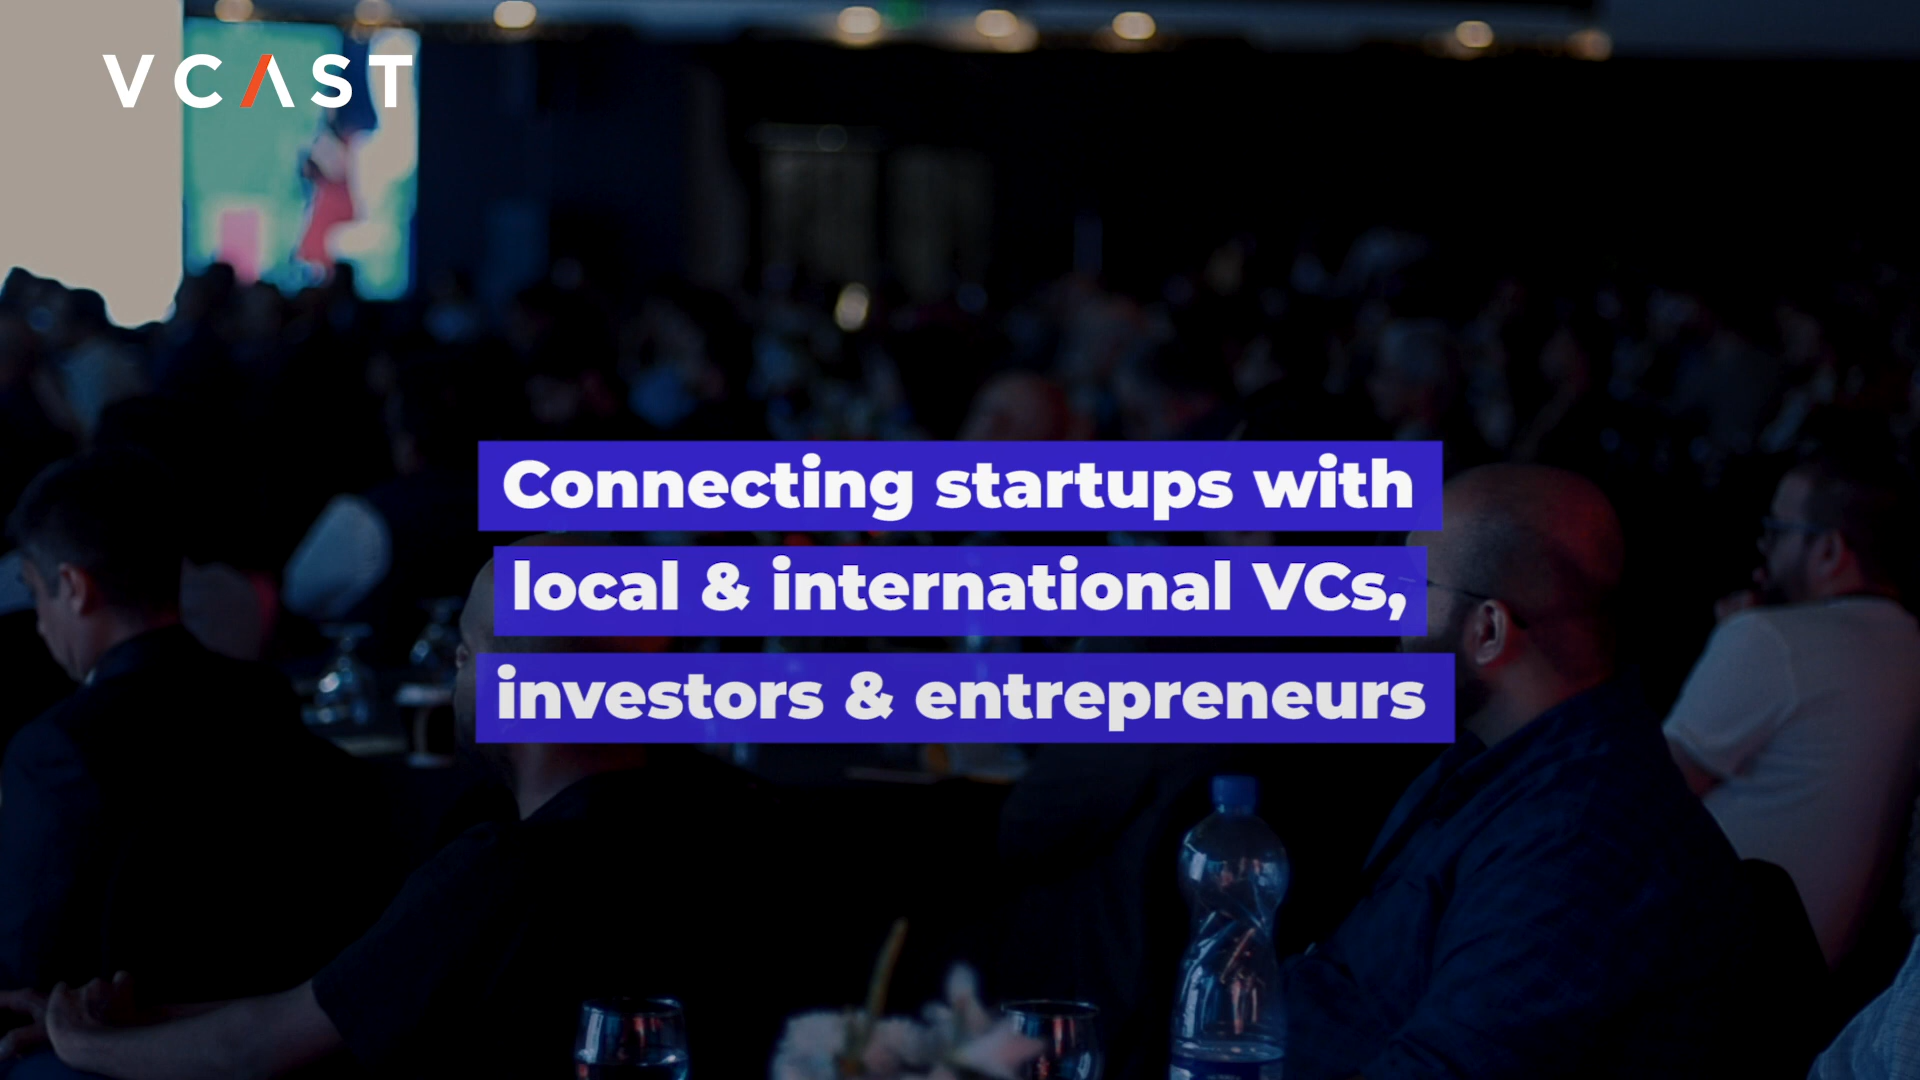 VCAST
Connecting startups with
local & international VCs,
investors & entrepreneurs